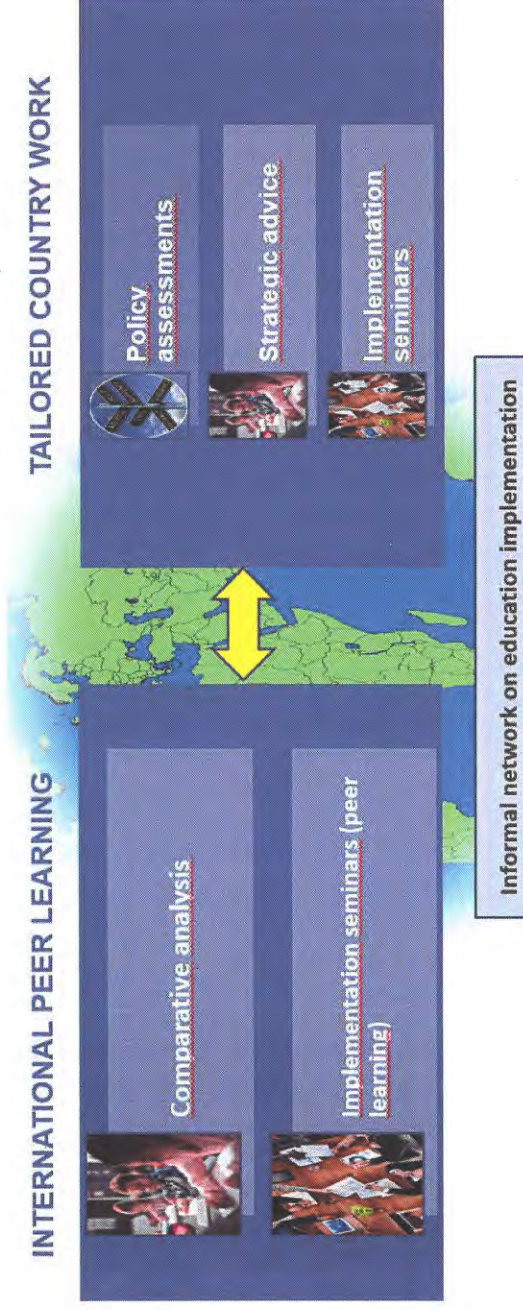 INTERNATIONAL PEER LEARNING
Comparative analysis
Implementation seminars (peer
learning)
TAILORED COUNTRY WORK
Policy
assessments
Strategic advice
Implementation
seminars
Informal network on education implementation